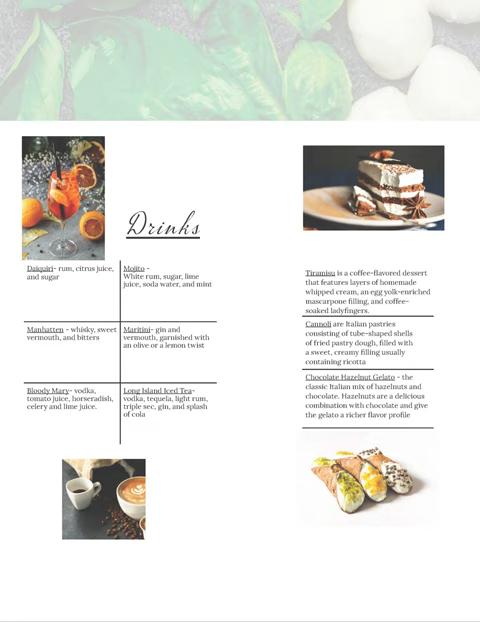 Drinks
Daiquiri- rum, citrus juice,
and sugar
Mojito -
White rum, sugar, lime
juice, soda water, and mint
Manhatten - whisky, sweet
vermouth, and bitters
Maritini- gin and
vermouth, garnished with
an olive or a lemon twist
Bloody Mary- vodka,
tomato juice, horseradish,
celery and lime juice.
Long Island Iced Tea-
vodka, tequela, light rum,
triple sec, gin, and splash
of cola
Tiramisu is a coffee-flavored dessert
that features layers of homemade
whipped cream, an egg yolk-enriched
mascarpone filling, and coffee-
soaked ladyfingers.
Cannoli are Italian pastries
consisting of tube-shaped shells
of fried pastry dough, filled with
a sweet, creamy filling usually
containing ricotta
Chocolate Hazelnut Gelato - the
classic Italian mix of hazelnuts and
chocolate. Hazelnuts are a delicious
combination with chocolate and give
the gelato a richer flavor profile